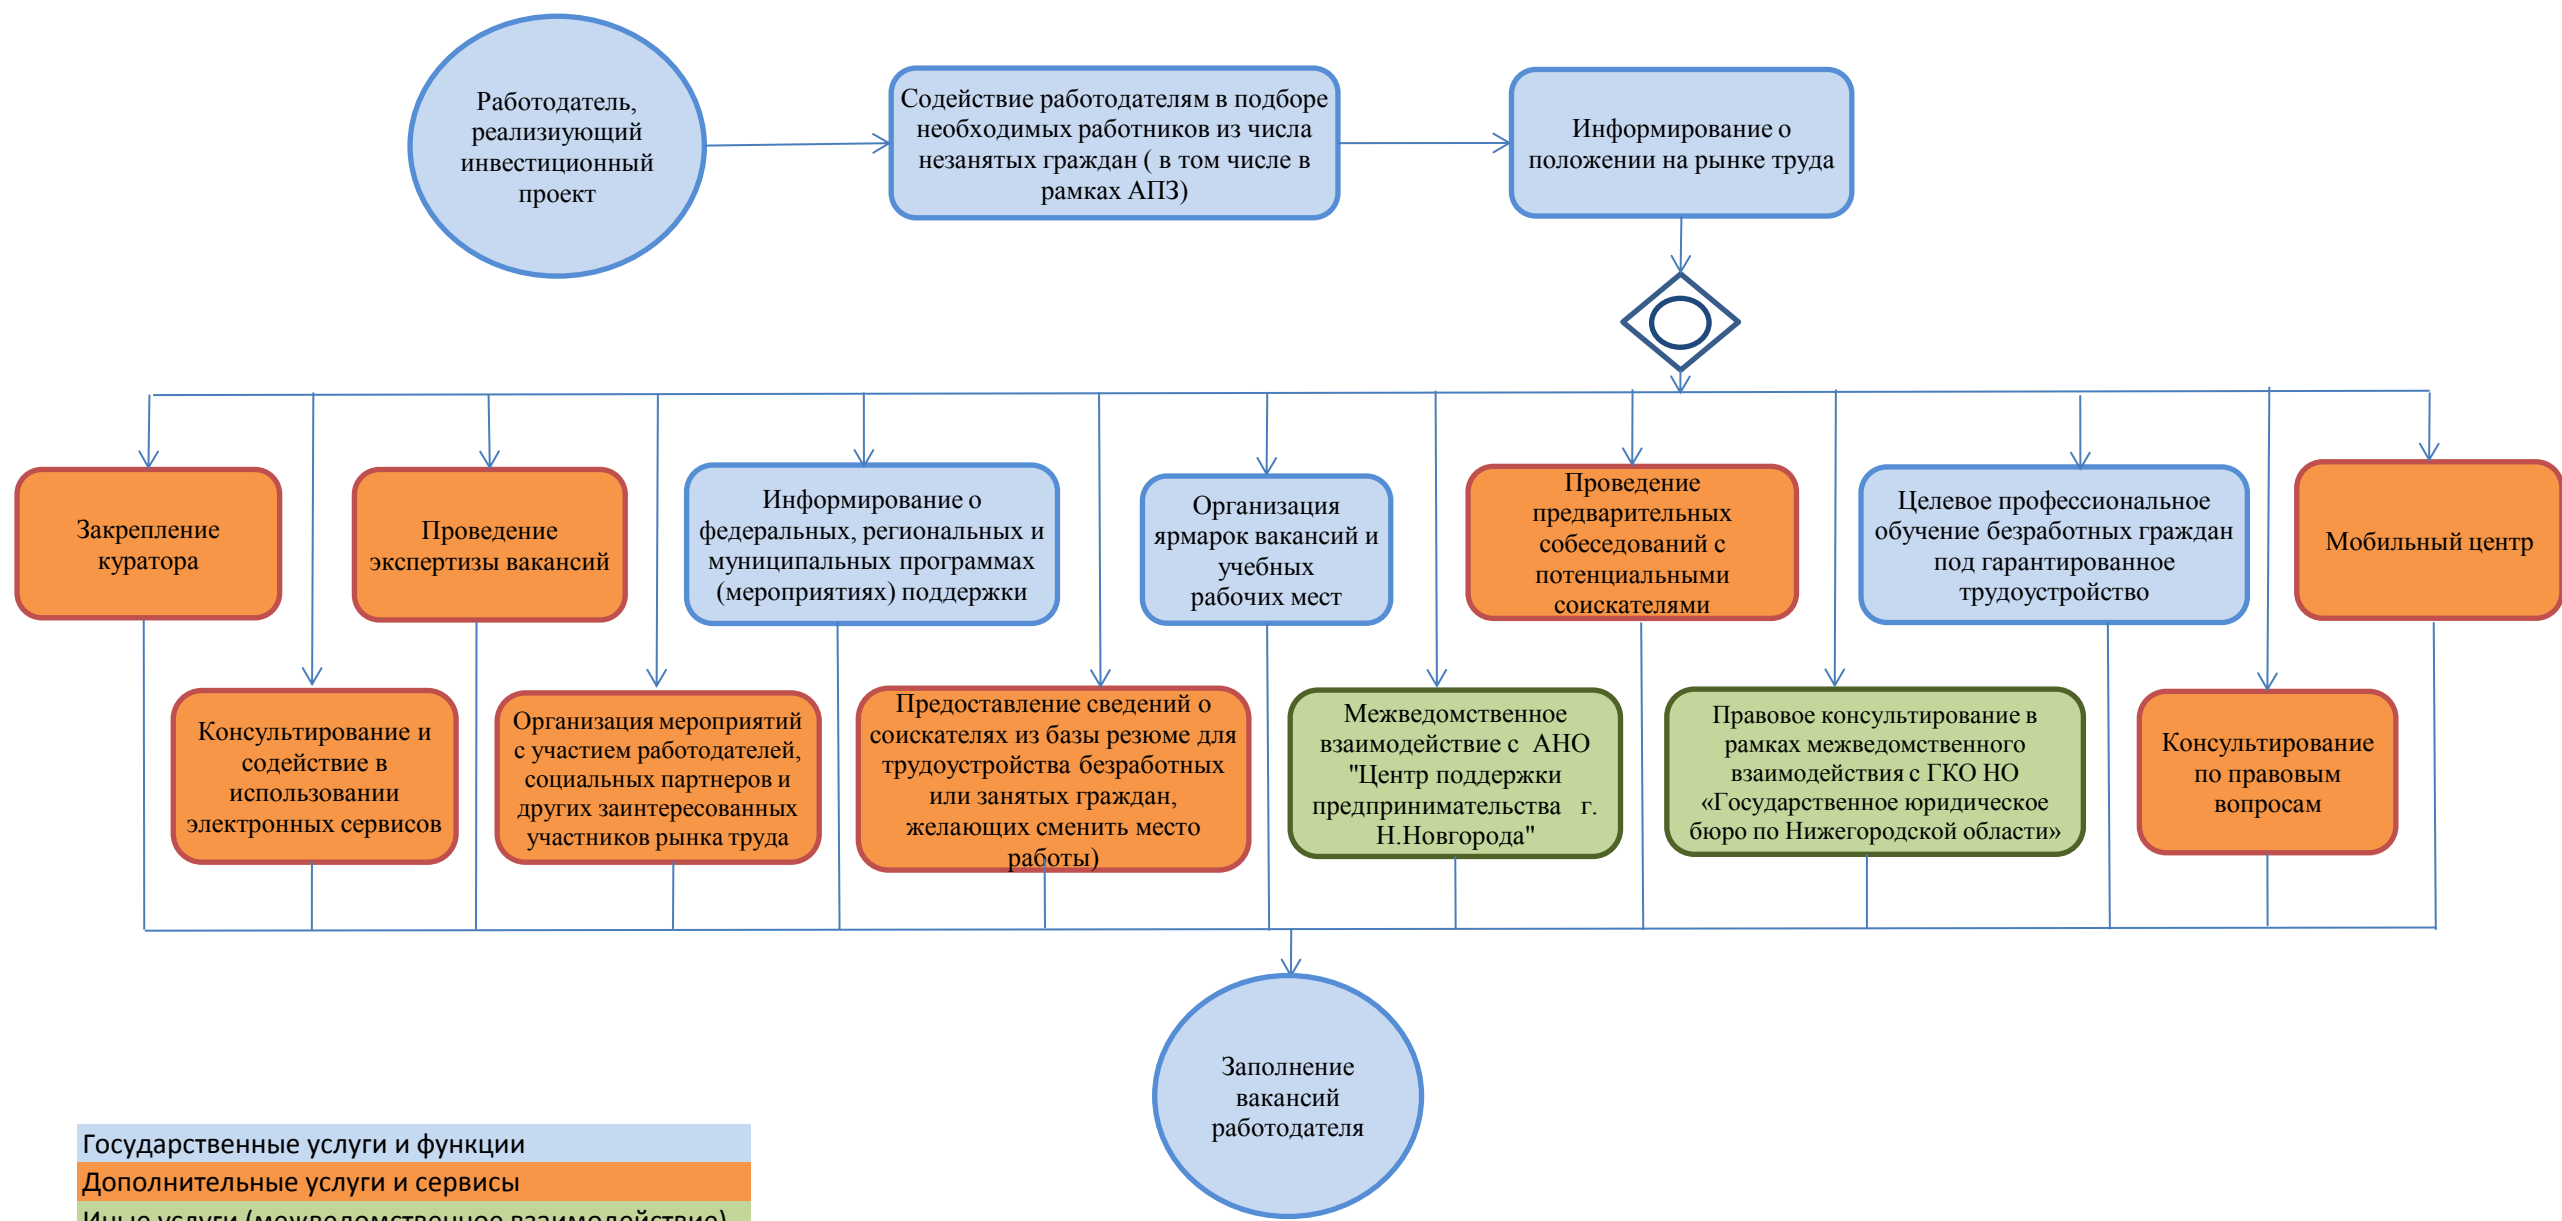 Работодатель,
реализиующий
инвестиционный
проект
Содействие работодателям в подборе
необходимых работников из числа
незанятых граждан ( в том числе в
рамках АПЗ)
Информирование о
положении на рынке труда
Закрепление
куратора
Проведение
экспертизы вакансий
Информирование о
федеральных, региональных и
муниципальных программах
(мероприятиях) поддержки
Организация
ярмарок вакансий и
учебных
рабочих мест
Проведение
предварительных
собеседований с
потенциальными
соискателями
Целевое профессиональное
обучение безработных граждан
под гарантированное
трудоустройство
Мобильный центр
Консультирование и
содействие в
использовании
электронных сервисов
Организация мероприятий
с участием работодателей,
социальных партнеров и
других заинтересованных
участников рынка труда
Предоставление сведений о
соискателях из базы резюме для
трудоустройства безработных
или занятых граждан,
желающих сменить место
работы)
Межведомственное
взаимодействие с АНО
"Центр поддержки
предпринимательства г.
Н.Новгорода"
Правовое консультирование в
рамках межведомственного
взаимодействия с ГКО НО
«Государственное юридическое
бюро по Нижегородской области»
Консультирование
по правовым
вопросам
Заполнение
вакансий
работодателя
Государственные услуги и функции
Дополнительные услуги и сервисы
Иные услуги (межведомственное взаимодействие)